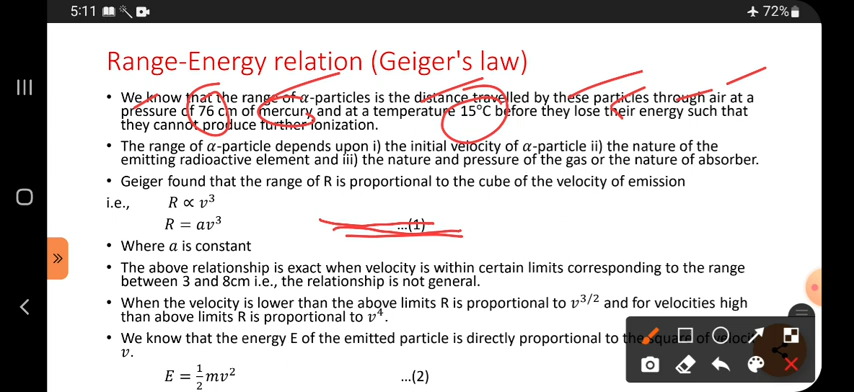 5:11
72%
Range-Energy relation (Geiger's law)
• We know that the range of α-particles is the distance travelled by these particles through air at a
pressure of 76 cm of mercury and at a temperature 15°C before they lose their energy such that
they cannot produce further ionization.
• The range of α-particle depends upon i) the initial velocity of α-particle ii) the nature of the
emitting radioactive element and iii) the nature and pressure of the gas or the nature of absorber.
• Geiger found that the range of R is proportional to the cube of the velocity of emission
i.e., R ∝ v³
R = av³ ...(1)
• Where a is constant
• The above relationship is exact when velocity is within certain limits corresponding to the range
between 3 and 8cm i.e., the relationship is not general.
• When the velocity is lower than the above limits R is proportional to v^{3/2} and for velocities high
than above limits R is proportional to v⁴.
• We know that the energy E of the emitted particle is directly proportional to the square of
v.
E = ½mv² ...(2)